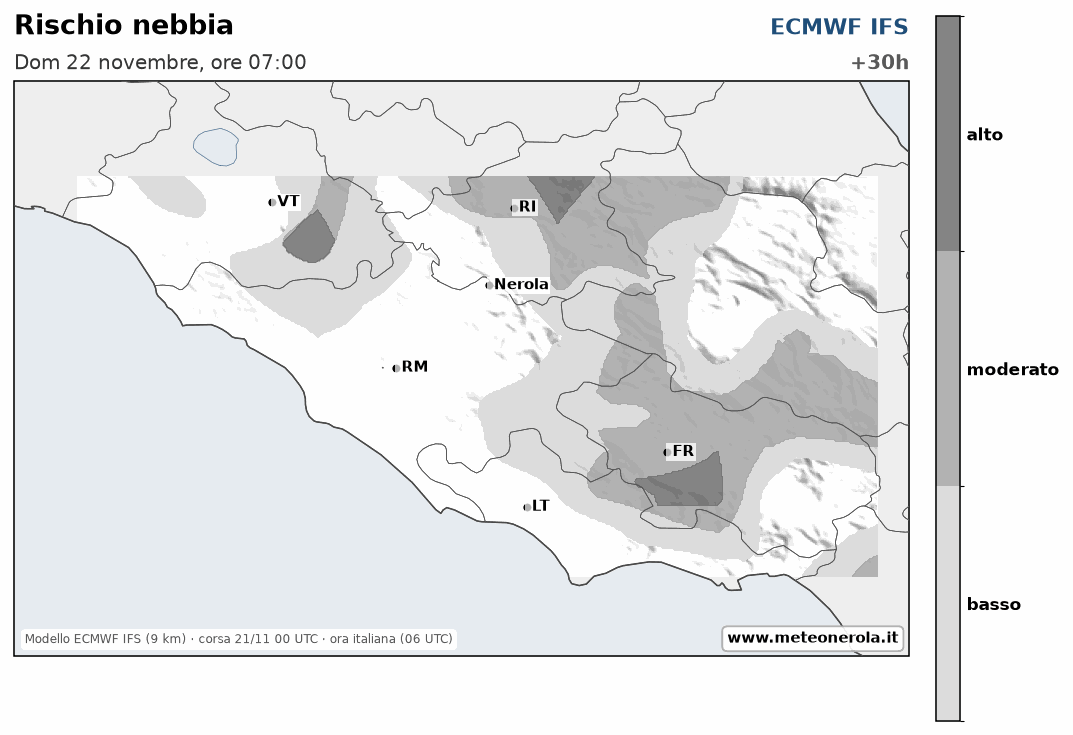 Rischio nebbia
ECMWF IFS
Dom 22 novembre, ore 07:00
+30h
alto
VT
RI
Nerola
moderato
RM
FR
LT
basso
Modello ECMWF IFS (9 km) · corsa 21/11 00 UTC · ora italiana (06 UTC)
www.meteonerola.it